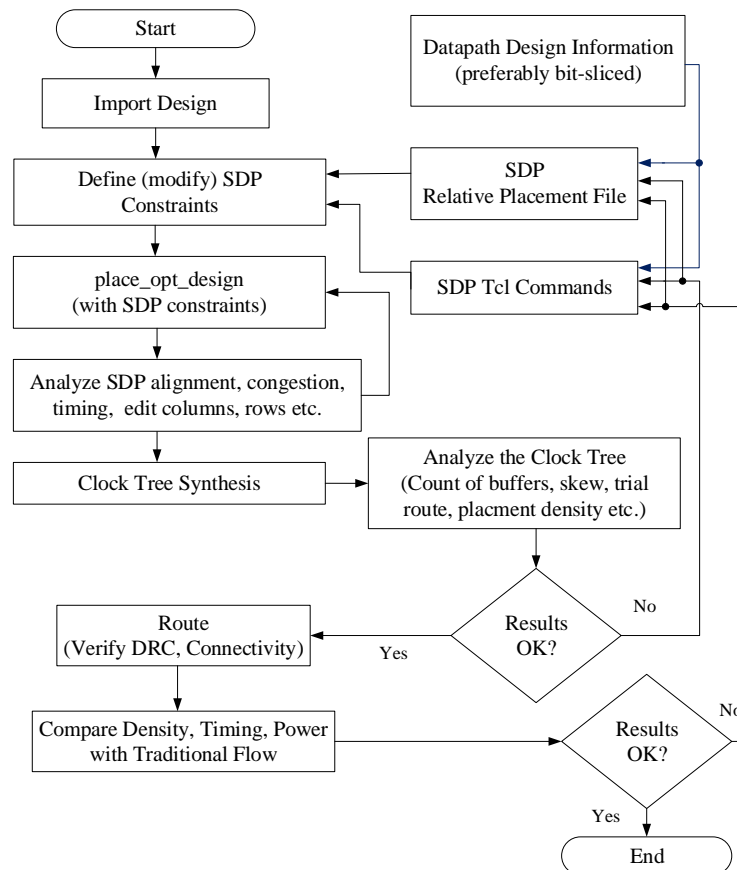 Start
Datapath Design Information
(preferably bit-sliced)
Import Design
Define (modify) SDP
Constraints
SDP
Relative Placement File
place_opt_design
(with SDP constraints)
SDP Tcl Commands
Analyze SDP alignment, congestion,
timing, edit columns, rows etc.
Clock Tree Synthesis
Analyze the Clock Tree
(Count of buffers, skew, trial
route, placment density etc.)
Results
OK?
No
Yes
Route
(Verify DRC, Connectivity)
Compare Density, Timing, Power
with Traditional Flow
Results
OK?
No
Yes
End